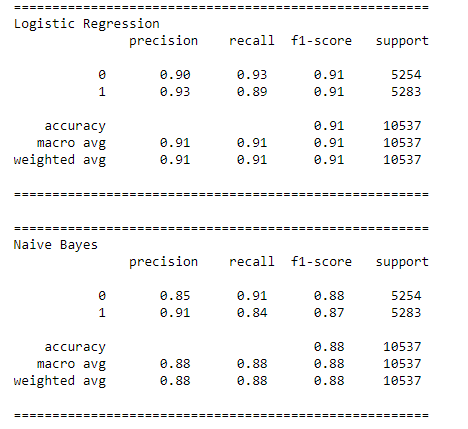 ======================================================
Logistic Regression
precision recall f1-score support
0 0.90 0.93 0.91 5254
1 0.93 0.89 0.91 5283
accuracy 0.91 10537
macro avg 0.91 0.91 0.91 10537
weighted avg 0.91 0.91 0.91 10537
======================================================
======================================================
Naive Bayes
precision recall f1-score support
0 0.85 0.91 0.88 5254
1 0.91 0.84 0.87 5283
accuracy 0.88 10537
macro avg 0.88 0.88 0.88 10537
weighted avg 0.88 0.88 0.88 10537
======================================================